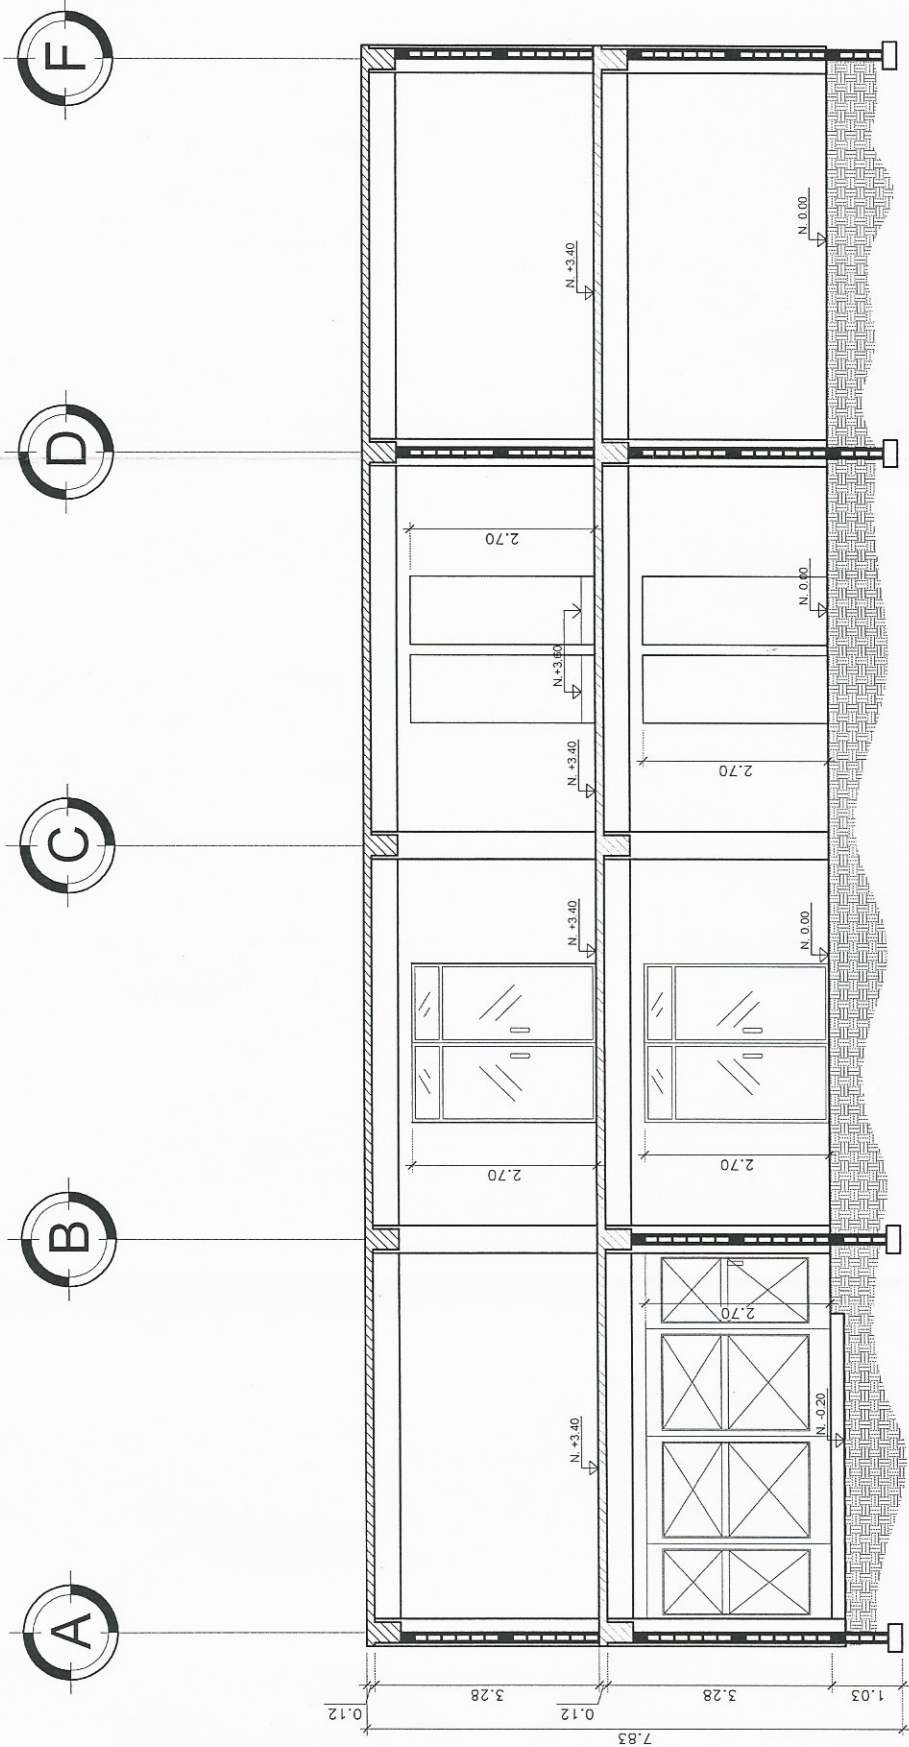 A
B
C
D
F
0.12
3.28
0.12
3.28
1.03
7.83
2.70
2.70
N.+3.60
N. +3.40
N. +3.40
N. +3.40
N. +3.40
2.70
2.70
2.70
N. -0.20
N. 0.00
N. 0.00
N. 0.00